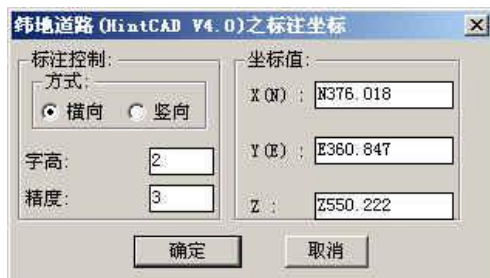 纬地道路(HintCAD V4.0)之标注坐标
标注控制:
方式:
横向 竖向
字高: 2
精度: 3
坐标值:
X(N) : N376.018
Y(E) : E360.847
Z : Z550.222
确定 取消